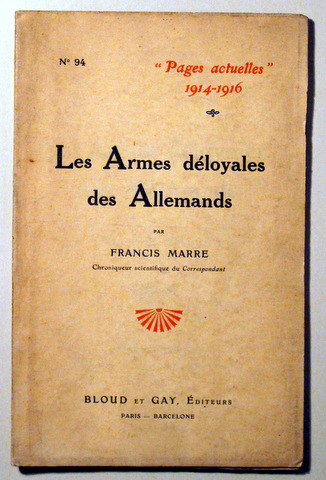 N° 94
" Pages actuelles "
1914-1916
Les Armes déloyales
des Allemands
PAR
FRANCIS MARRE
Chroniqueur scientifique du Correspondant
BLOUD ET GAY, ÉDITEURS
PARIS — BARCELONE